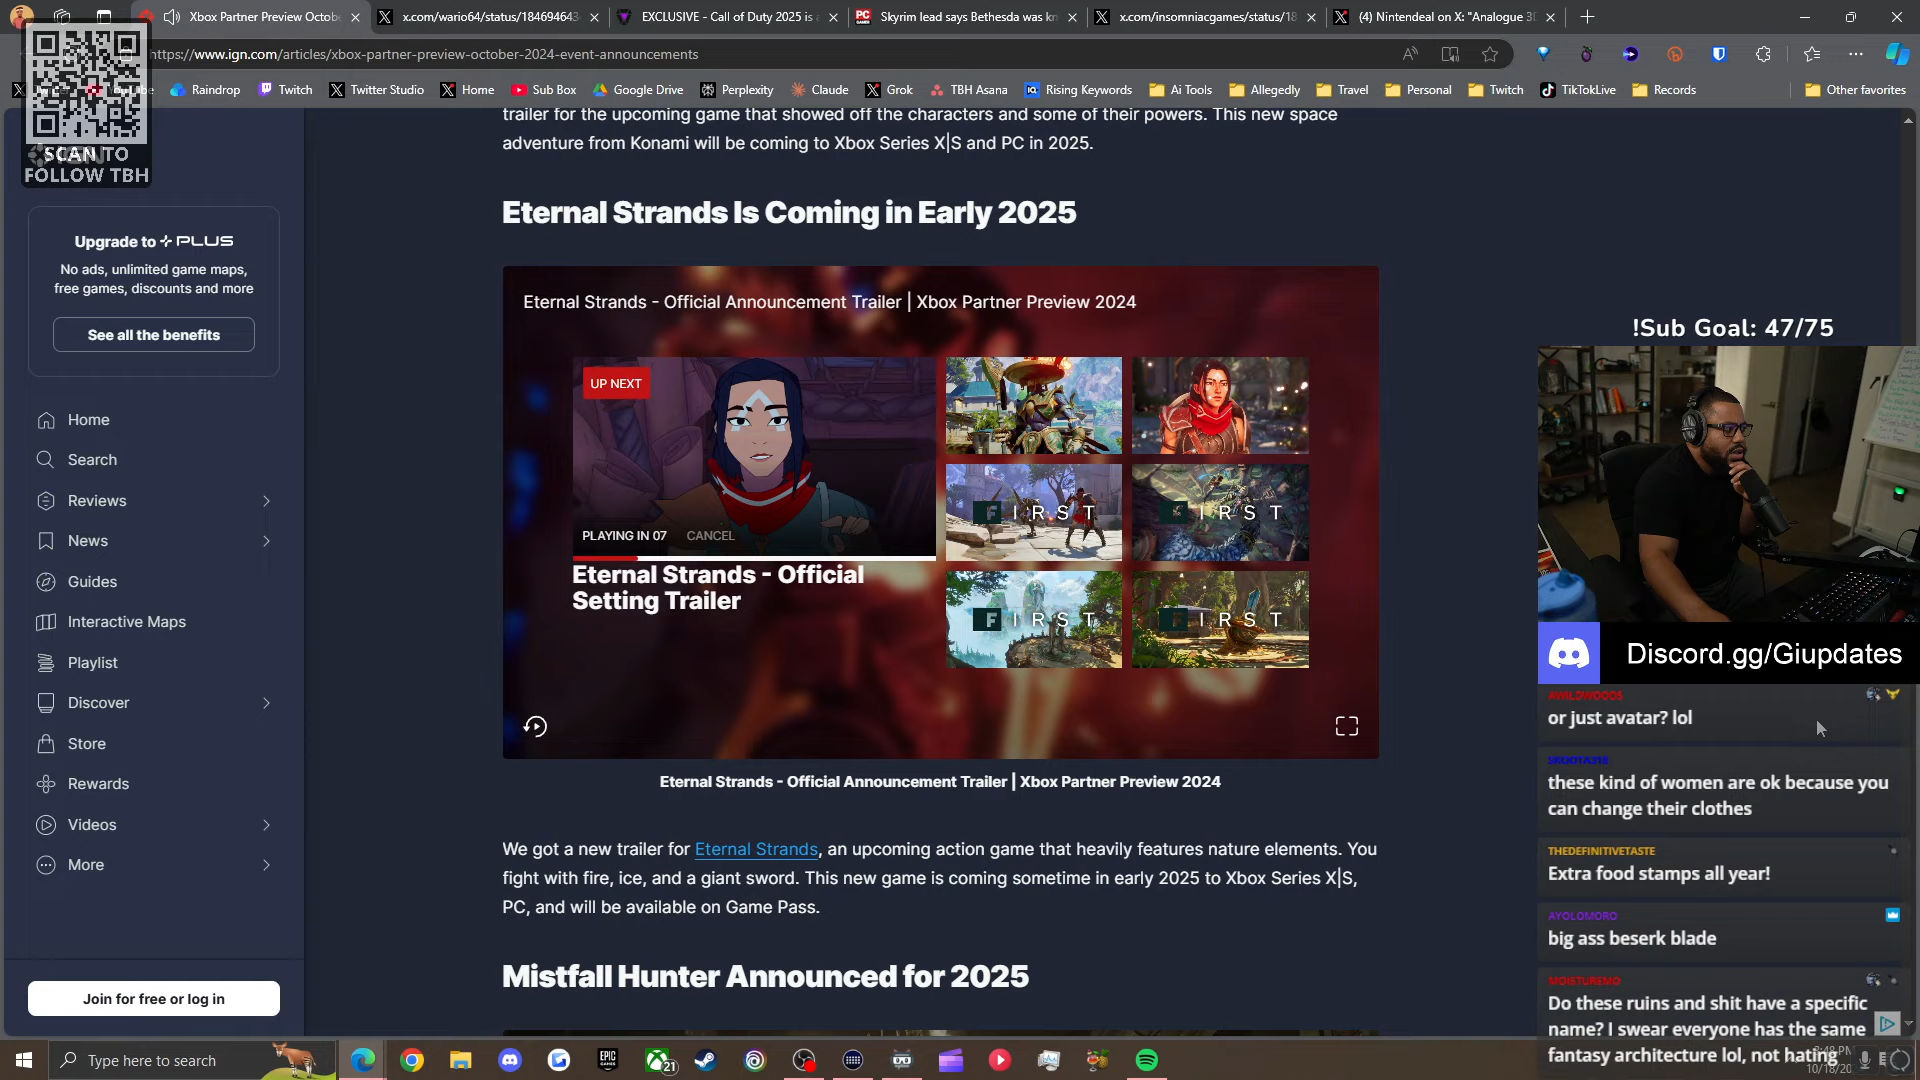 Xbox Partner Preview Octob
x.com/wario64/status/18469464
EXCLUSIVE - Call of Duty 2025 is
Skyrim lead says Bethesda was
x.com/insomniacgames/status/18
(4) Nintendeal on X: "Analogue 3
https://www.ign.com/articles/xbox-partner-preview-october-2024-event-announcements
Raindrop
Twitch
Twitter Studio
Home
Sub Box
Google Drive
Perplexity
Claude
Grok
TBH Asana
Rising Keywords
Ai Tools
Allegedly
Travel
Personal
Twitch
TikTokLive
Records
Other favorites
SCAN TO
FOLLOW TBH
Upgrade to PLUS
No ads, unlimited game maps,
free games, discounts and more
See all the benefits
Home
Search
Reviews
News
Guides
Interactive Maps
Playlist
Discover
Store
Rewards
Videos
More
Join for free or log in
trailer for the upcoming game that showed off the characters and some of their powers. This new space
adventure from Konami will be coming to Xbox Series X|S and PC in 2025.
Eternal Strands Is Coming in Early 2025
Eternal Strands - Official Announcement Trailer | Xbox Partner Preview 2024
UP NEXT
PLAYING IN 07 CANCEL
Eternal Strands - Official
Setting Trailer
FIRST
FIRST
FIRST
FIRST
Eternal Strands - Official Announcement Trailer | Xbox Partner Preview 2024
We got a new trailer for Eternal Strands, an upcoming action game that heavily features nature elements. You
fight with fire, ice, and a giant sword. This new game is coming sometime in early 2025 to Xbox Series X|S,
PC, and will be available on Game Pass.
Mistfall Hunter Announced for 2025
!Sub Goal: 47/75
Discord.gg/Giupdates
AWILDWOODS
or just avatar? lol
these kind of women are ok because you
can change their clothes
THEDEFINITIVETASTE
Extra food stamps all year!
AYOLOMORO
big ass beserk blade
MOISTUREMO
Do these ruins and shit have a specific
name? I swear everyone has the same
fantasy architecture lol, not hating
Type here to search
EPIC
GAMES
21